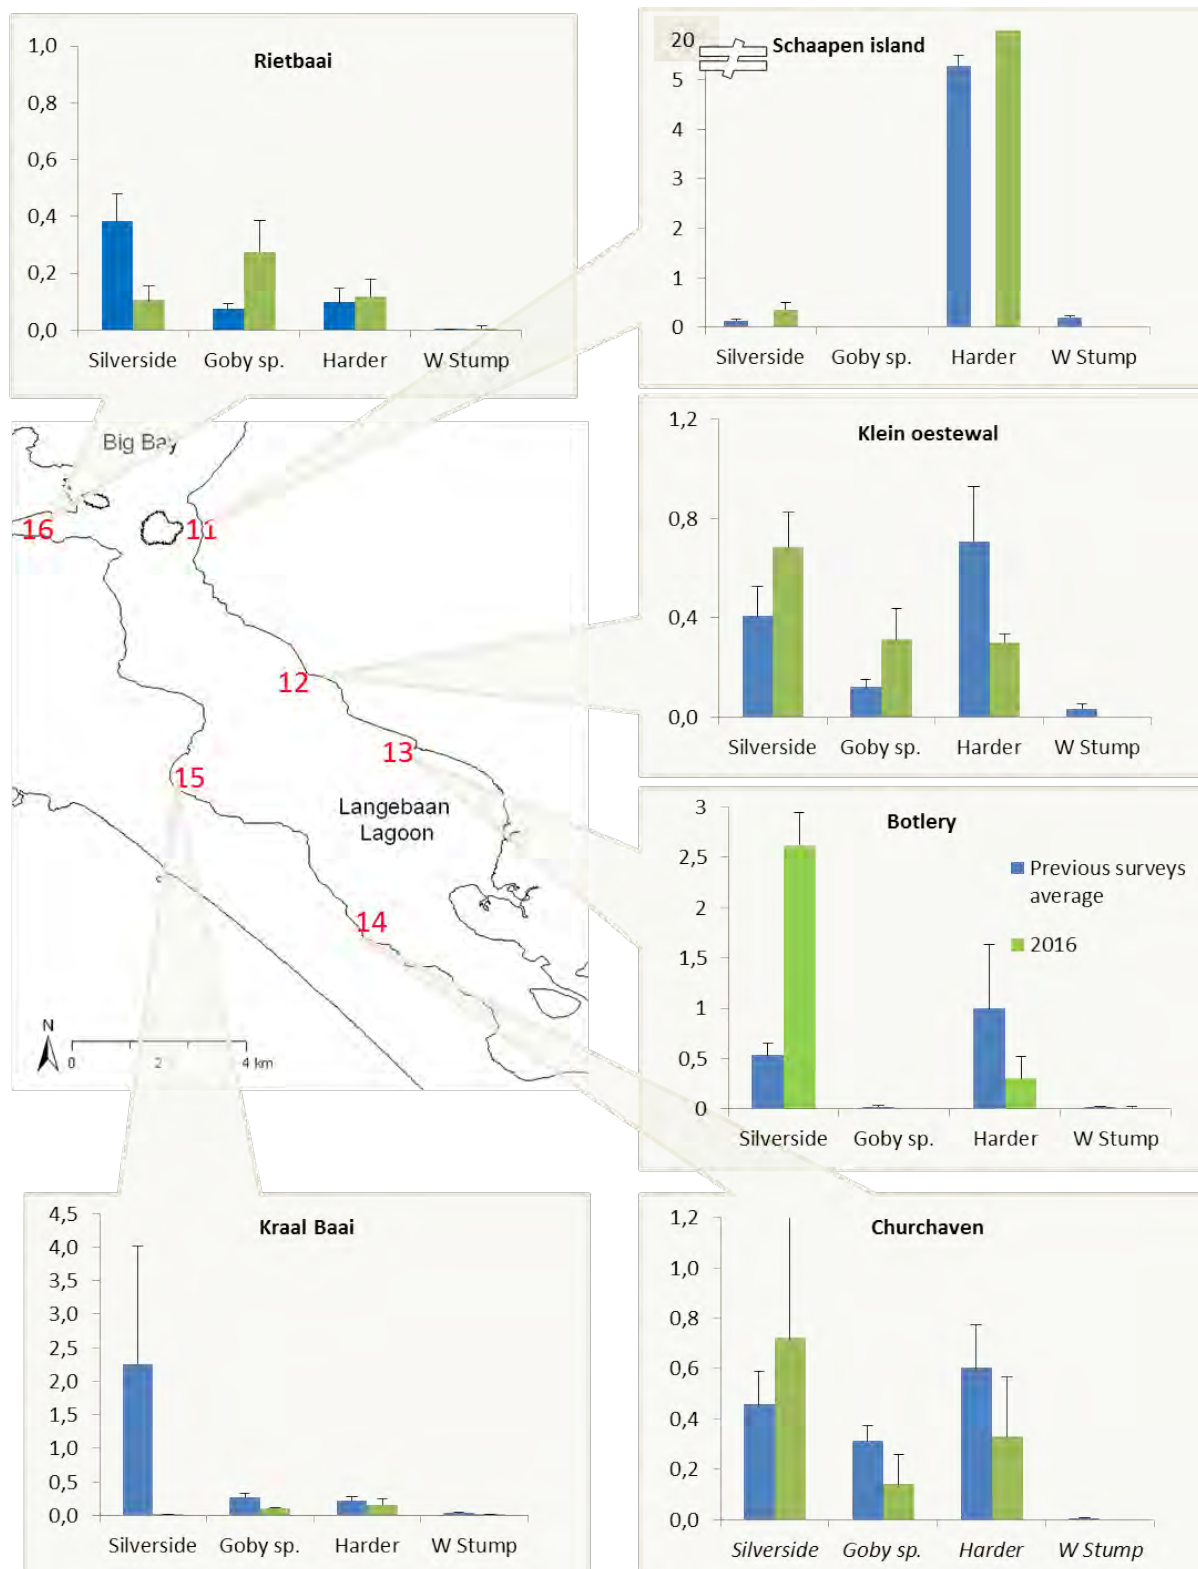 Rietbaai
1,0
0,8
0,6
0,4
0,2
0,0
Silverside Goby sp. Harder W Stump
Schaapen island
20
5
4
3
2
1
0
Silverside Goby sp. Harder W Stump
Klein oestewal
1,2
0,8
0,4
0,0
Silverside Goby sp. Harder W Stump
Big Bay
16
11
12
13
15
Langebaan
Lagoon
14
N
0 2 4 km
Botlery
3
2,5
2
1,5
1
0,5
0
Previous surveys
average
2016
Silverside Goby sp. Harder W Stump
Kraal Baai
4,5
4,0
3,5
3,0
2,5
2,0
1,5
1,0
0,5
0,0
Silverside Goby sp. Harder W Stump
Churchaven
1,2
1,0
0,8
0,6
0,4
0,2
0,0
Silverside Goby sp. Harder W Stump